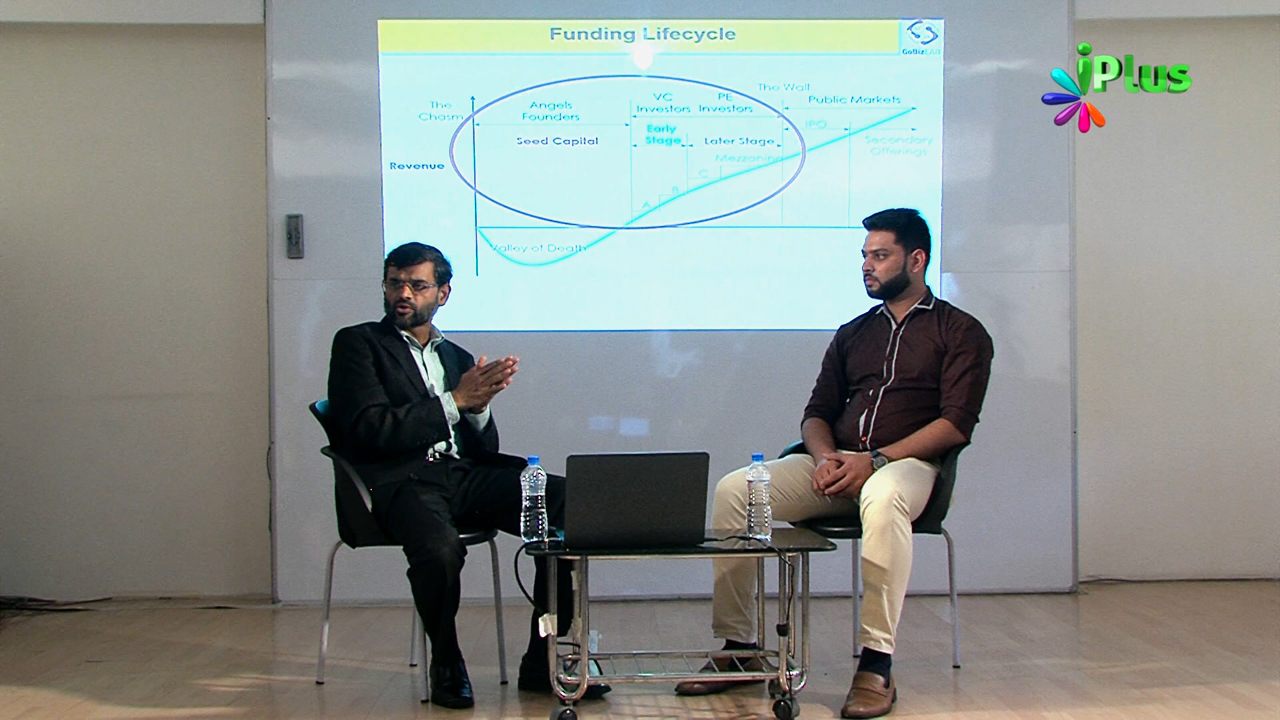 Funding Lifecycle
GoBizLAB
iPlus
The Wall
The
Chasm
Angels
Founders
VC
Investors
PE
Investors
Public Markets
IPO
Seed Capital
Early
Stage
Later Stage
Secondary
Offerings
Mezzanine
Revenue
C
B
A
Valley of Death